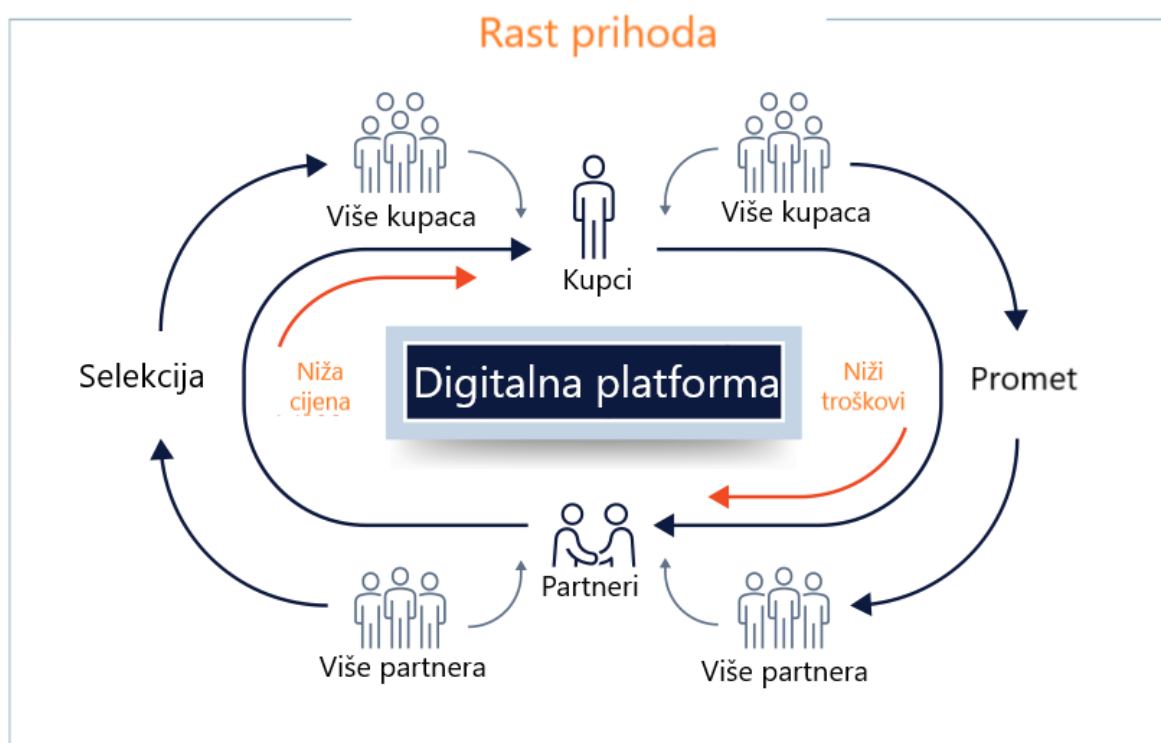 Rast prihoda
Više kupaca
Više kupaca
Kupci
Selekcija
Niža
cijena
Digitalna platforma
Niži
troškovi
Promet
Partneri
Više partnera
Više partnera